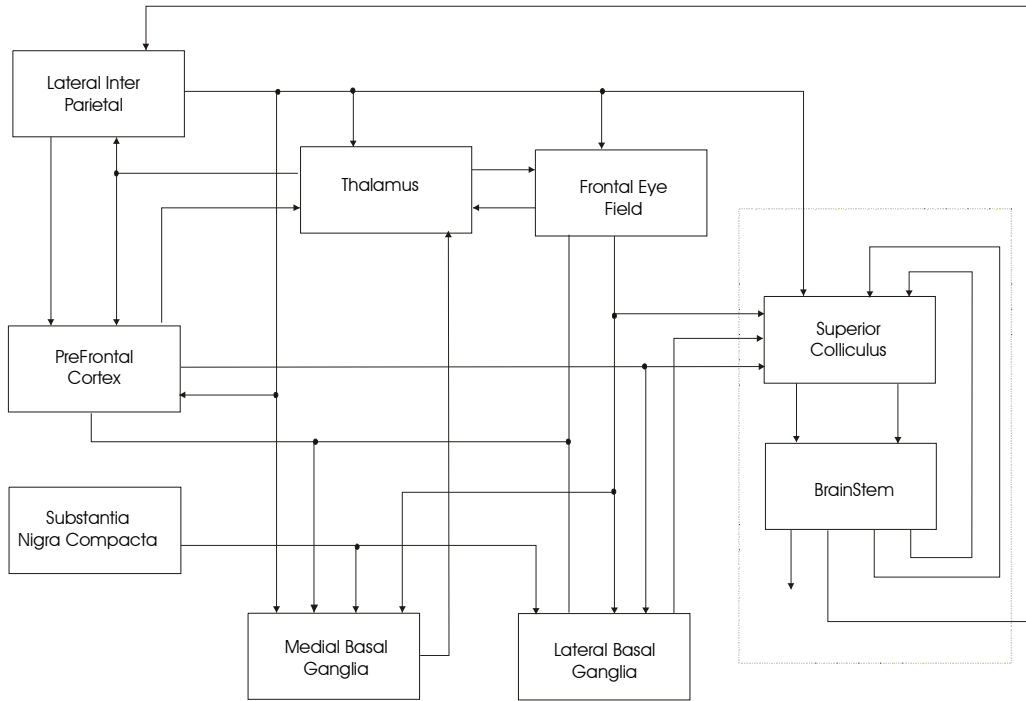 Lateral Inter
Parietal
Thalamus
Frontal Eye
Field
PreFrontal
Cortex
Superior
Colliculus
BrainStem
Substantia
Nigra Compacta
Medial Basal
Ganglia
Lateral Basal
Ganglia